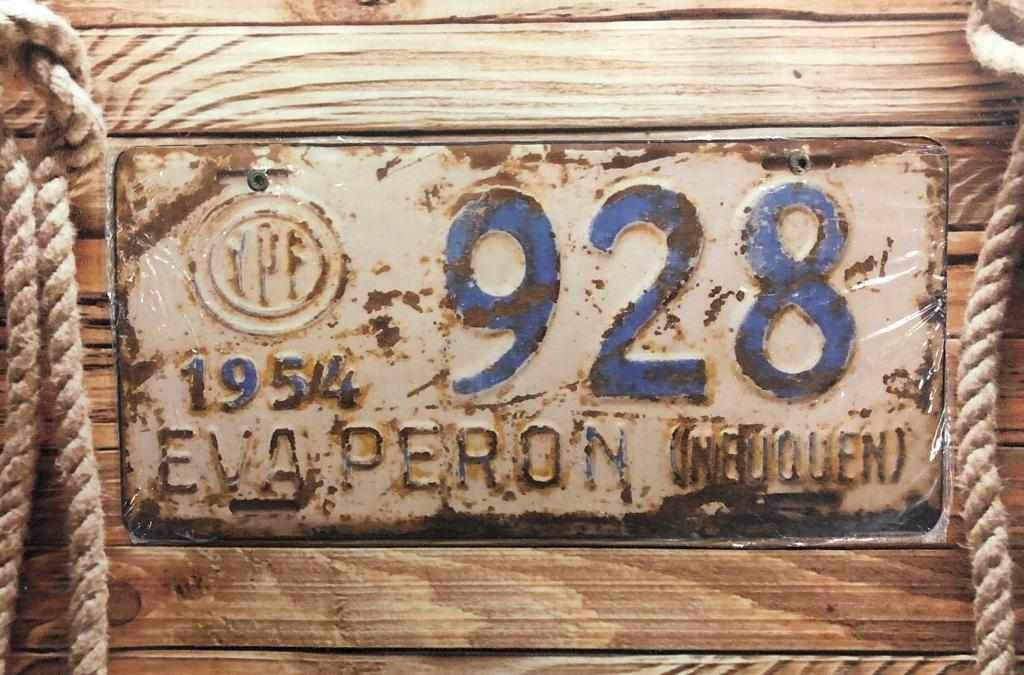 YPF
928
1954
EVA PERON (NEUQUEN)